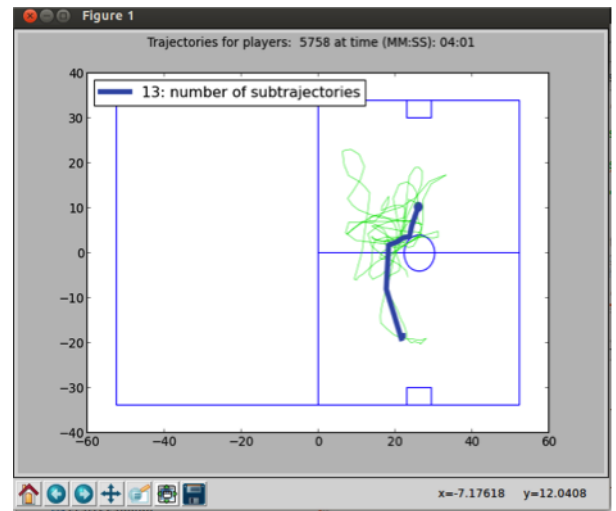 Figure 1
Trajectories for players: 5758 at time (MM:SS): 04:01
13: number of subtrajectories
40
30
20
10
0
−10
−20
−30
−40
−60 −40 −20 0 20 40 60
x=-7.17618 y=12.0408